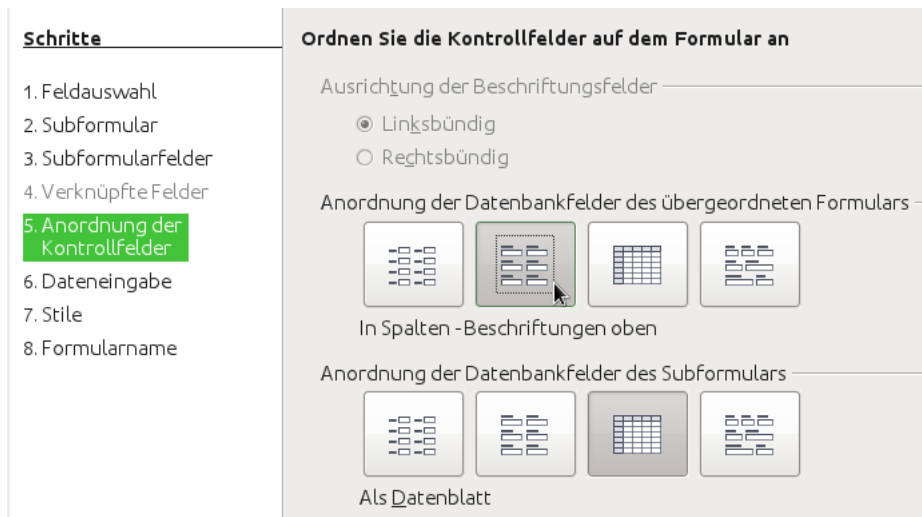 Schritte
1. Feldauswahl
2. Subformular
3. Subformularfelder
4. Verknüpfte Felder
5. Anordnung der
Kontrollfelder
6. Dateneingabe
7. Stile
8. Formularname
Ordnen Sie die Kontrollfelder auf dem Formular an
Ausrichtung der Beschriftungsfelder
Linksbündig
Rechtsbündig
Anordnung der Datenbankfelder des übergeordneten Formulars
In Spalten - Beschriftungen oben
Anordnung der Datenbankfelder des Subformulars
Als Datenblatt